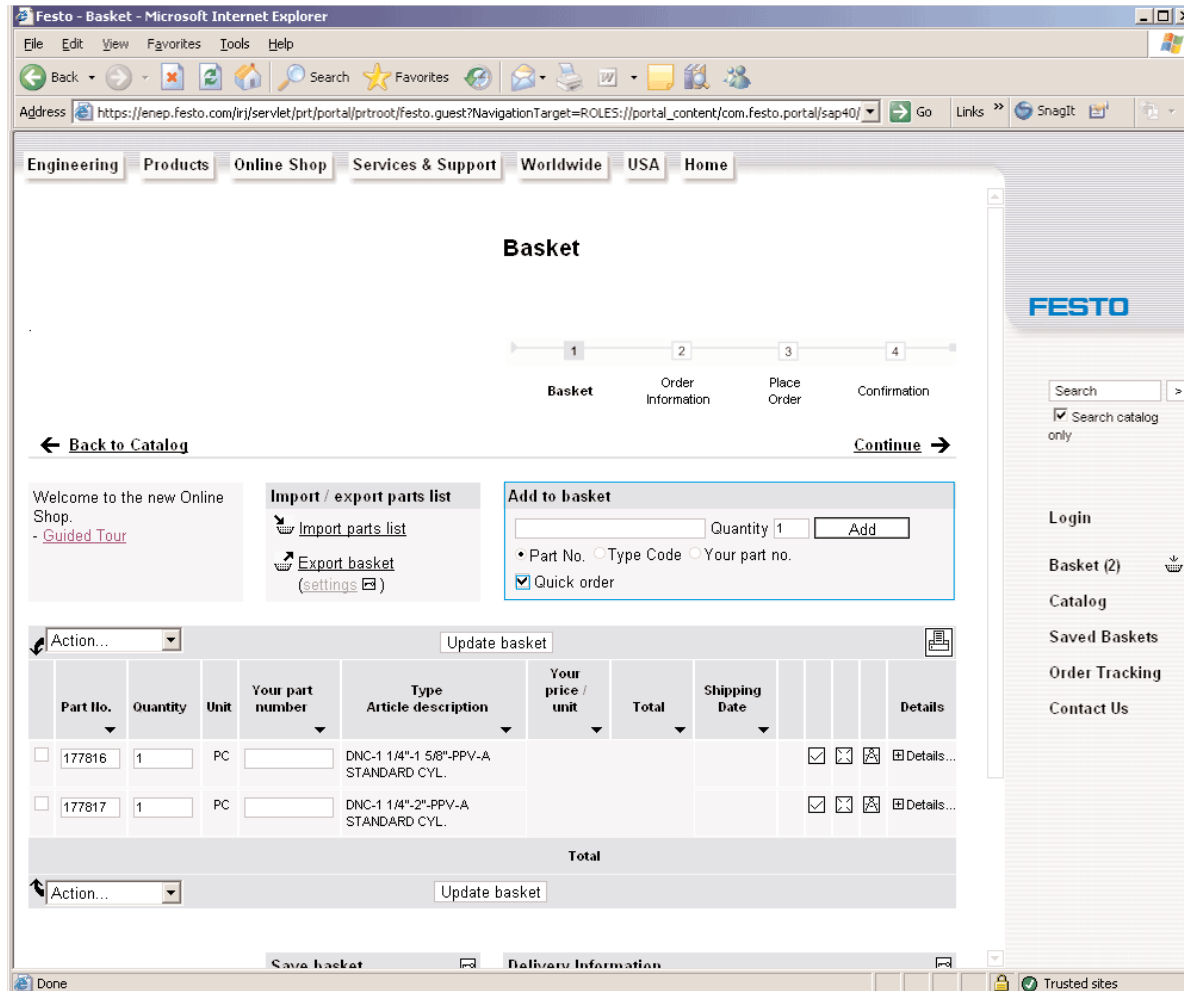 Festo - Basket - Microsoft Internet Explorer
File Edit View Favorites Tools Help
Back Search Favorites
Address https://enep.festo.com/irj/servlet/prt/portal/prtroot/festo.guest?NavigationTarget=ROLES://portal_content/com.festo.portal/sap40/ Go Links » SnagIt
Engineering Products Online Shop Services & Support Worldwide USA Home
Basket
FESTO
.
1 2 3 4
Basket Order Information Place Order Confirmation
Search >
Search catalog only
Back to Catalog Continue
Welcome to the new Online Shop.
- Guided Tour
Import / export parts list
Import parts list
Export basket
(settings )
Add to basket
Quantity 1 Add
Part No. Type Code Your part no.
Quick order
Login
Basket (2)
Catalog
Saved Baskets
Order Tracking
Contact Us
Action... Update basket
Part No. Quantity Unit Your part number Type Article description Your price / unit Total Shipping Date Details
177816 1 PC DNC-1 1/4"-1 5/8"-PPV-A Details...
STANDARD CYL.
177817 1 PC DNC-1 1/4"-2"-PPV-A Details...
STANDARD CYL.
Total
Action... Update basket
Save basket Delivery Information
Done Trusted sites